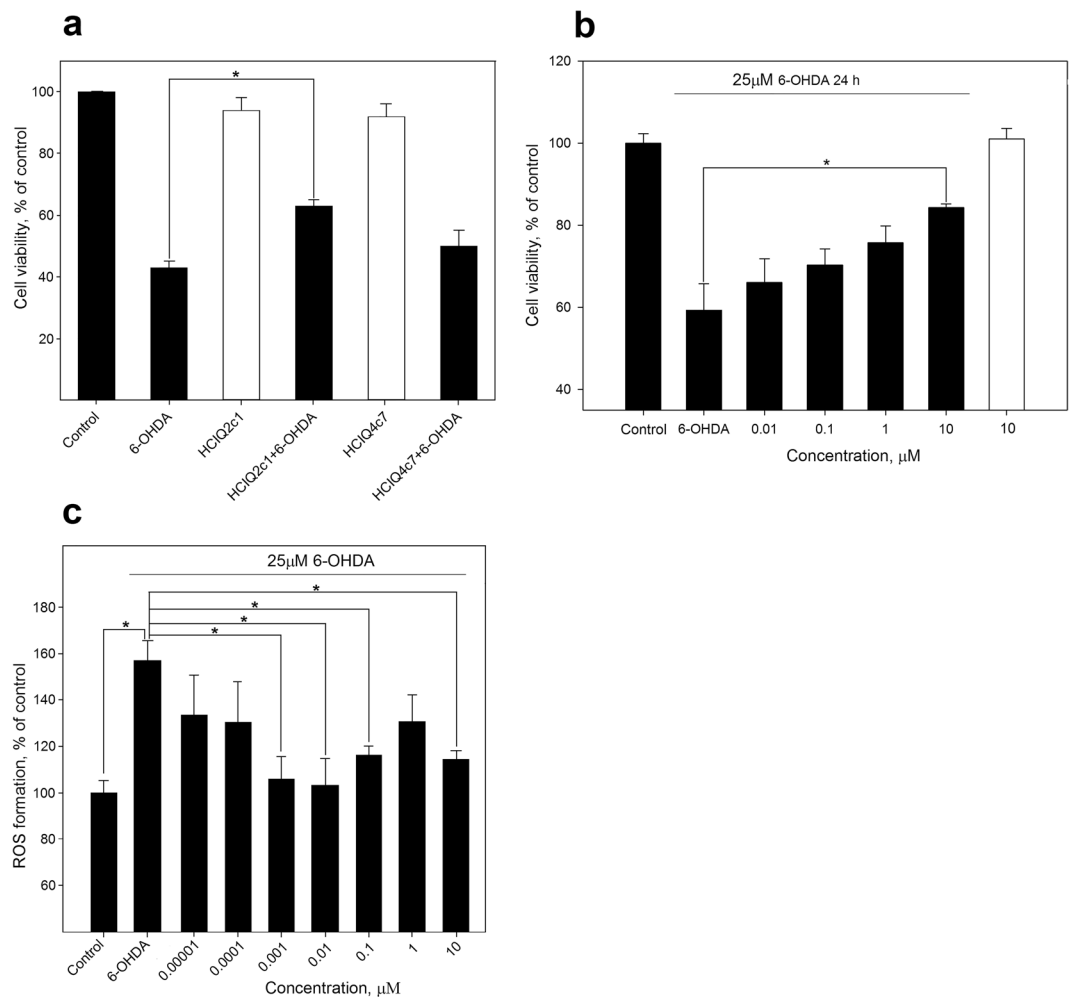 a
Cell viability, % of control
100
80
60
40
20
*
Control
6-OHDA
HCIQ2c1
HCIQ2c1+6-OHDA
HCIQ4c7
HCIQ4c7+6-OHDA
b
Cell viability, % of control
120
100
80
60
40
25μM 6-OHDA 24 h
*
Control 6-OHDA 0.01 0.1 1 10 10
Concentration, μM
c
ROS formation, % of control
180
160
140
120
100
80
60
25μM 6-OHDA
*
*
*
*
*
Control
6-OHDA
0.00001
0.0001
0.001
0.01
0.1
1
10
Concentration, μM